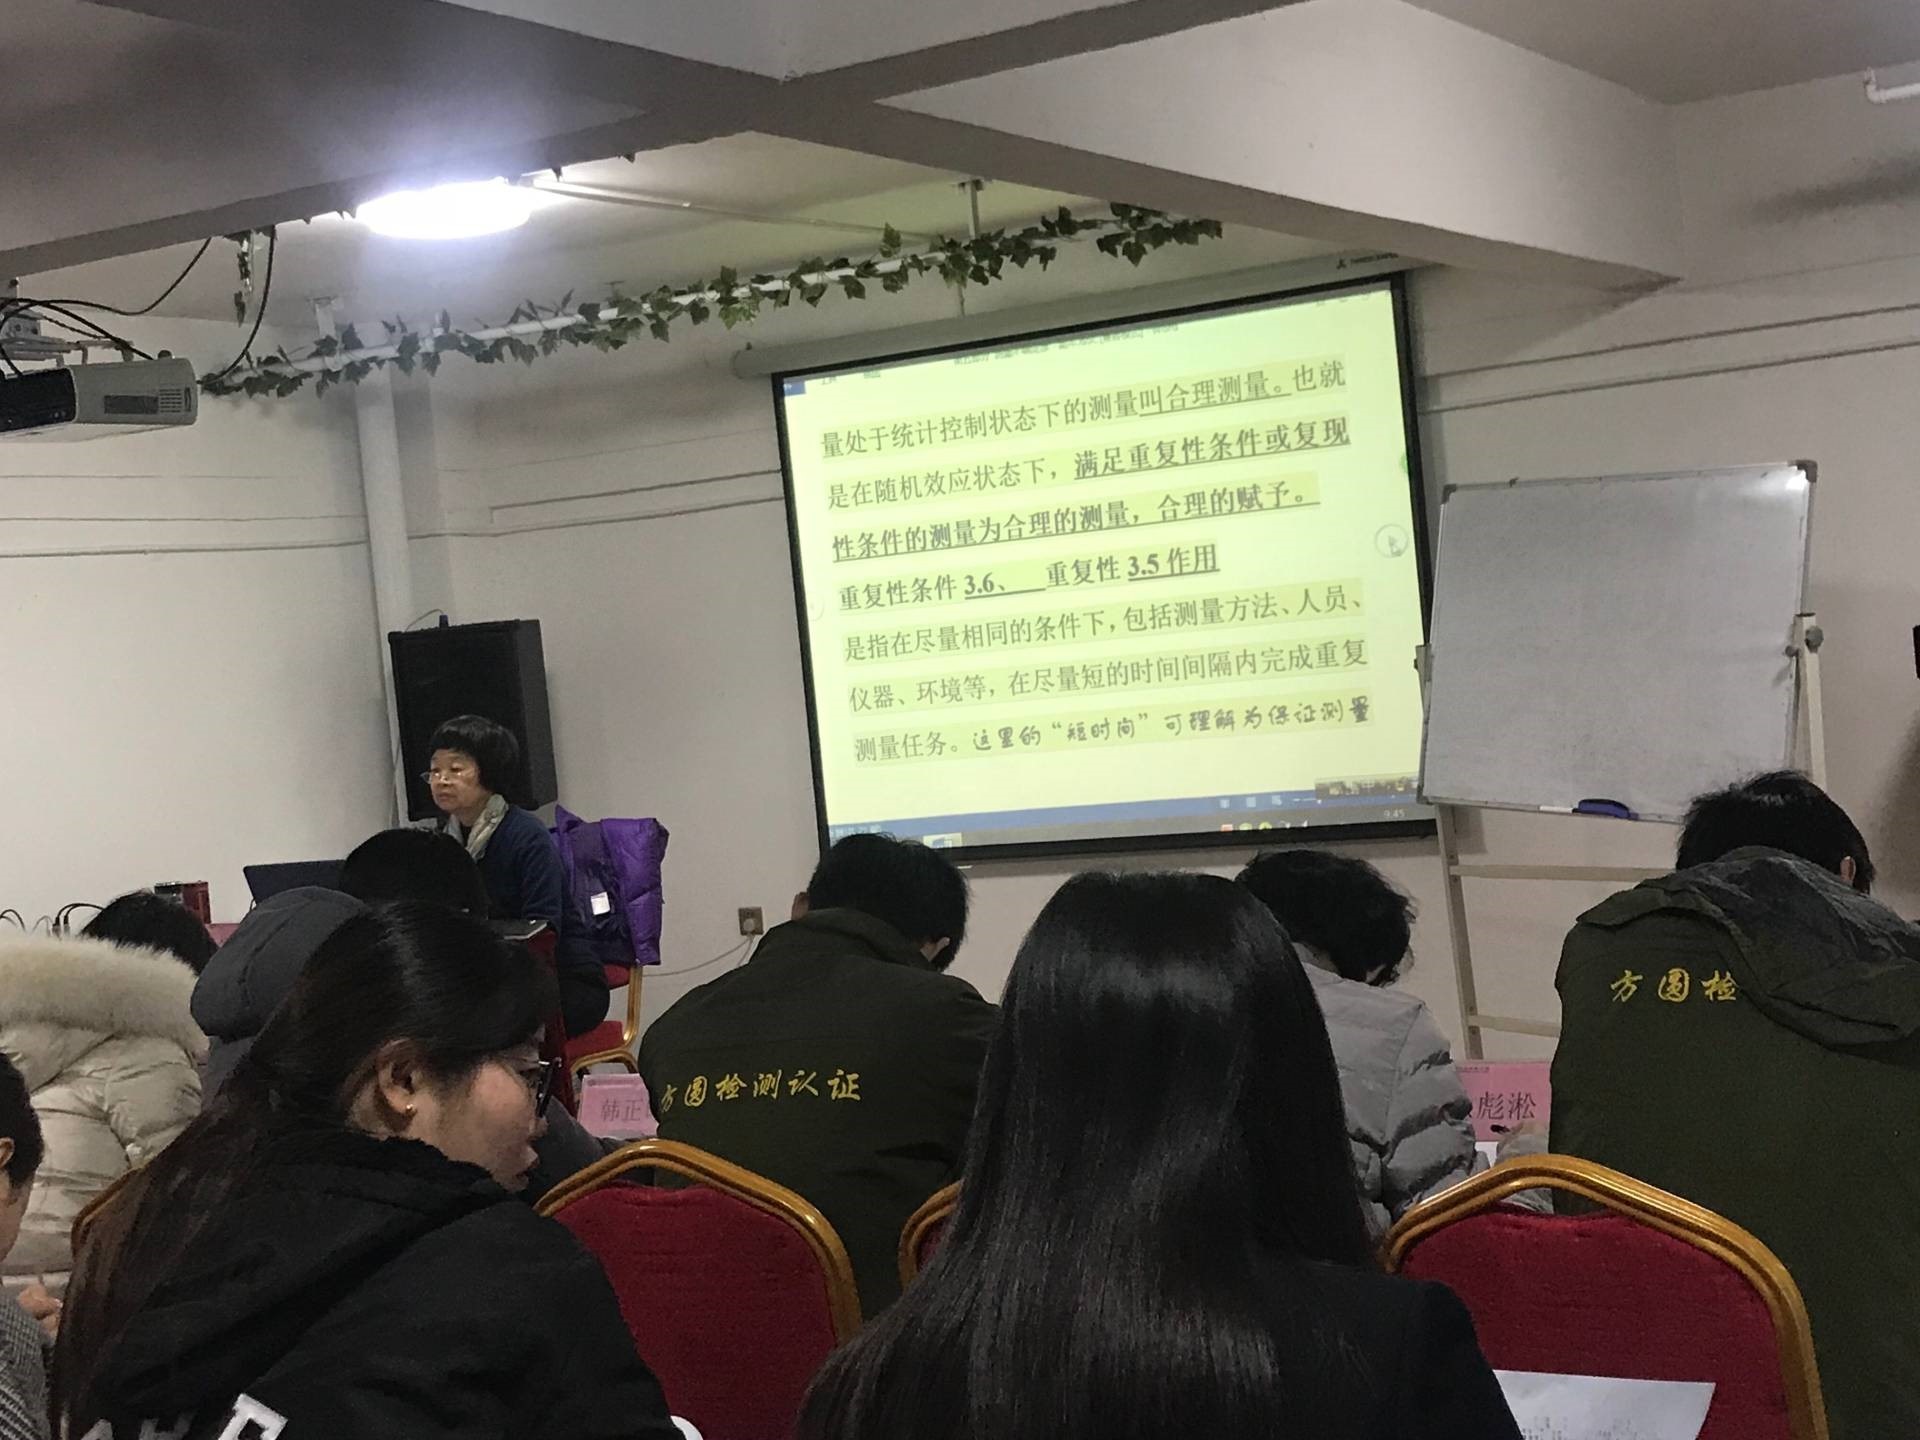 量处于统计控制状态下的测量叫合理测量。也就
是在随机效应状态下，满足重复性条件或复现
性条件的测量为合理的测量，合理的赋予。
重复性条件 3.6、 重复性 3.5 作用
是指在尽量相同的条件下，包括测量方法、人员、
仪器、环境等，在尽量短的时间间隔内完成重复
测量任务。这里的“短时间”可理解为保证测量
9:45
方圆检
方圆检测认证
韩正
彪淞